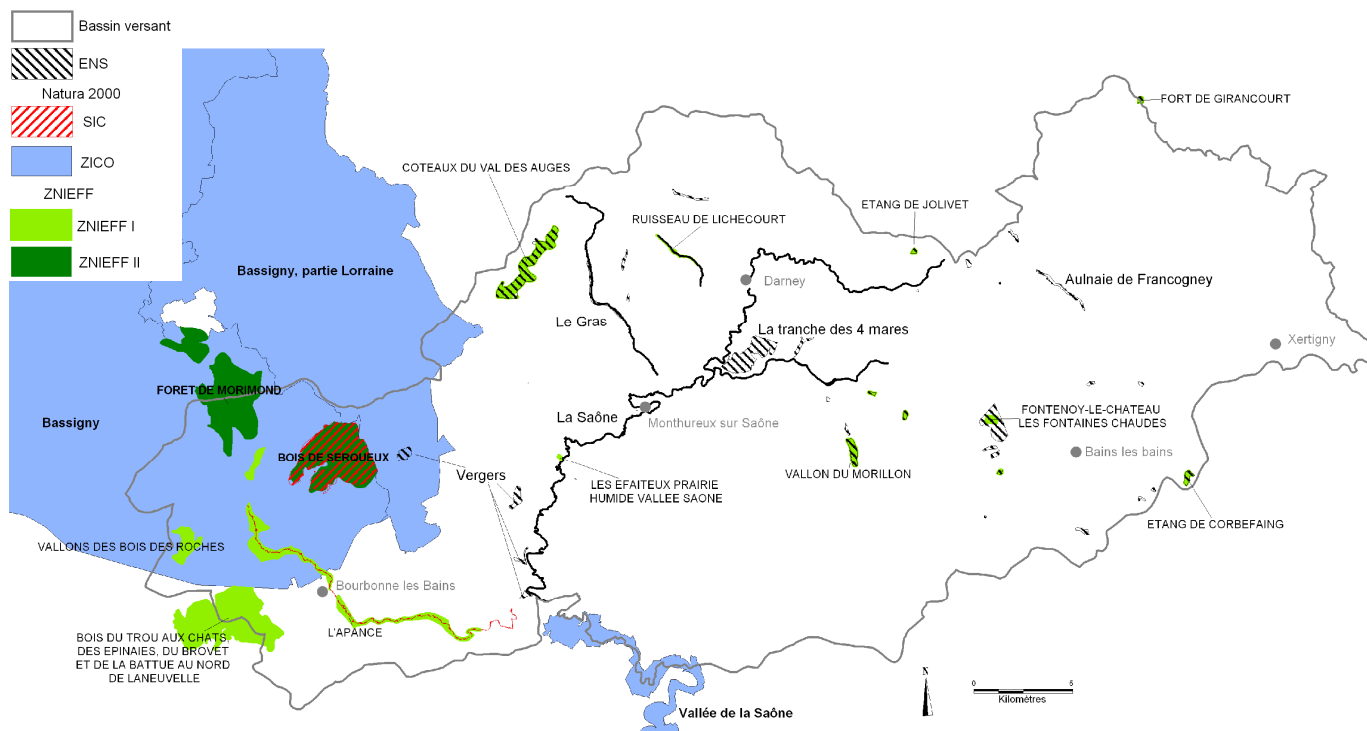 Bassin versant
ENS
Natura 2000
SIC
ZICO
ZNIEFF
ZNIEFF I
ZNIEFF II
FORT DE GIRANCOURT
COTEAUX DU VAL DES AUGES
RUISSEAU DE LICHECOURT
ETANG DE JOLIVET
Bassigny, partie Lorraine
Darney
Aulnaie de Francogney
Le Gras
La tranche des 4 mares
Xertigny
FORET DE MORIMOND
Bassigny
La Saône
Monthureux sur Saône
FONTENOY-LE-CHATEAU
LES FONTAINES CHAUDES
Bains les bains
BOIS DE SERQUEUX
Vergers
LES EFAITEUX PRAIRIE
HUMIDE VALLEE SAONE
VALLON DU MORILLON
ETANG DE CORBEFAING
VALLONS DES BOIS DES ROCHES
Bourbonne les Bains
L'APANCE
BOIS DU TROU AUX CHATS,
DES EPINAIES, DU BROVET
ET DE LA BATTUE AU NORD
DE LANEUVELLE
Vallée de la Saône
N
0 5
Kilomètres